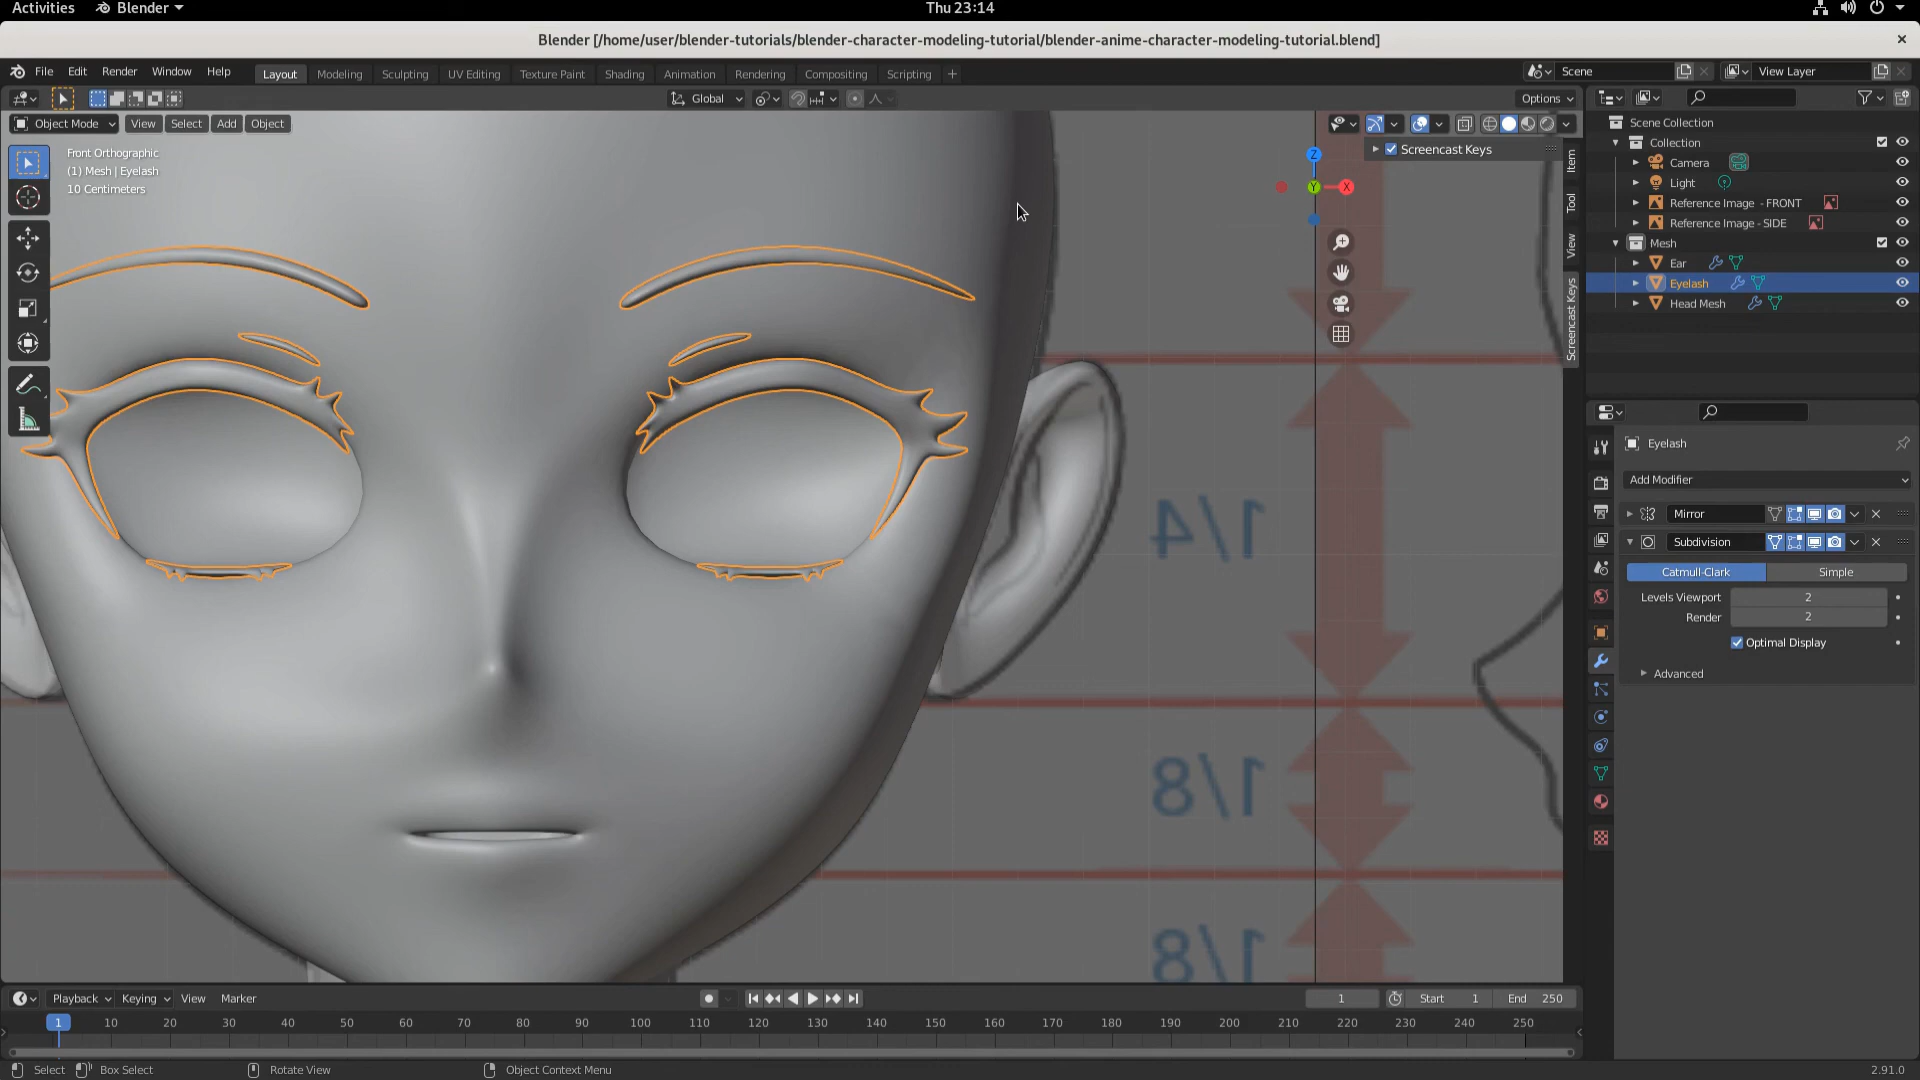 Activities Blender Thu 23:14
Blender [/home/user/blender-tutorials/blender-character-modeling-tutorial/blender-anime-character-modeling-tutorial.blend]
File Edit Render Window Help Layout Modeling Sculpting UV Editing Texture Paint Shading Animation Rendering Compositing Scripting + Scene View Layer
Global Options
Object Mode View Select Add Object
Front Orthographic
(1) Mesh | Eyelash
10 Centimeters
Screencast Keys
Z
Y
X
Item
Tool
View
Screencast Keys
1/4
1/8
1/8
Scene Collection
Collection
Camera
Light
Reference Image - FRONT
Reference Image - SIDE
Mesh
Ear
Eyelash
Head Mesh
Eyelash
Add Modifier
Mirror
Subdivision
Catmull-Clark Simple
Levels Viewport 2
Render 2
Optimal Display
Advanced
Playback Keying View Marker 1 Start 1 End 250
1 10 20 30 40 50 60 70 80 90 100 110 120 130 140 150 160 170 180 190 200 210 220 230 240 250
Select Box Select Rotate View Object Context Menu 2.91.0